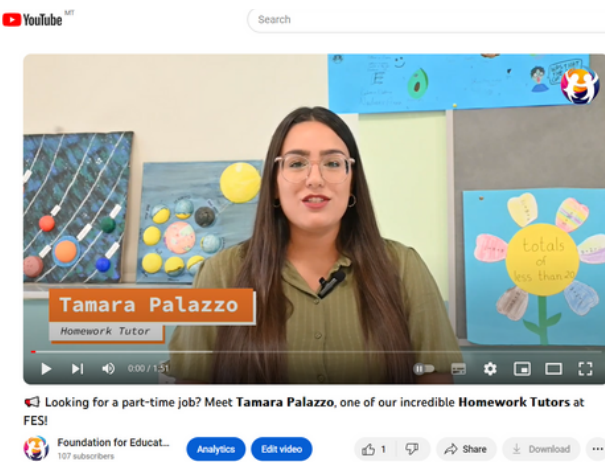 YouTube MT
Search
totals
of
less than 20
Tamara Palazzo
Homework Tutor
0:00 / 1:51
📢 Looking for a part-time job? Meet Tamara Palazzo, one of our incredible Homework Tutors at
FES!
Foundation for Educat...
107 subscribers
Analytics
Edit video
1
Share
Download
...